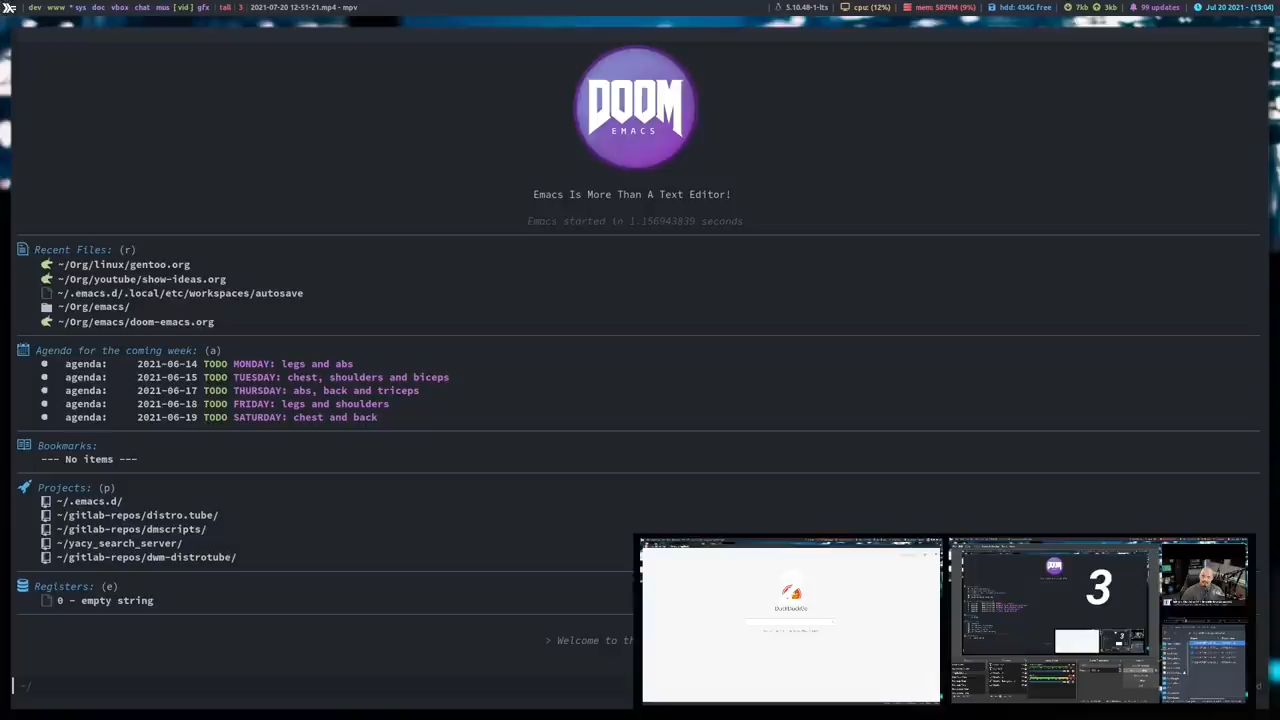 dev www * sys doc vbox chat mus [vid] gfx | tall | 3 | 2021-07-20 12-51-21.mp4 - mpv
5.10.48-1-lts | cpu: (12%) | mem: 5879M (9%) | hdd: 434G free | 7kb 3kb | 99 updates | Jul 20 2021 - (13:04)
DOOM
EMACS
Emacs Is More Than A Text Editor!
Emacs started in 1.156943839 seconds
Recent Files: (r)
~/Org/linux/gentoo.org
~/Org/youtube/show-ideas.org
~/.emacs.d/.local/etc/workspaces/autosave
~/Org/emacs/
~/Org/emacs/doom-emacs.org
Agenda for the coming week: (a)
agenda: 2021-06-14 TODO MONDAY: legs and abs
agenda: 2021-06-15 TODO TUESDAY: chest, shoulders and biceps
agenda: 2021-06-17 TODO THURSDAY: abs, back and triceps
agenda: 2021-06-18 TODO FRIDAY: legs and shoulders
agenda: 2021-06-19 TODO SATURDAY: chest and back
Bookmarks:
--- No items ---
Projects: (p)
~/.emacs.d/
~/gitlab-repos/distro.tube/
~/gitlab-repos/dmscripts/
~/yacy_search_server/
~/gitlab-repos/dwm-distrotube/
Registers: (e)
0 - empty string
> Welcome to th
~/
DuckDuckGo
3